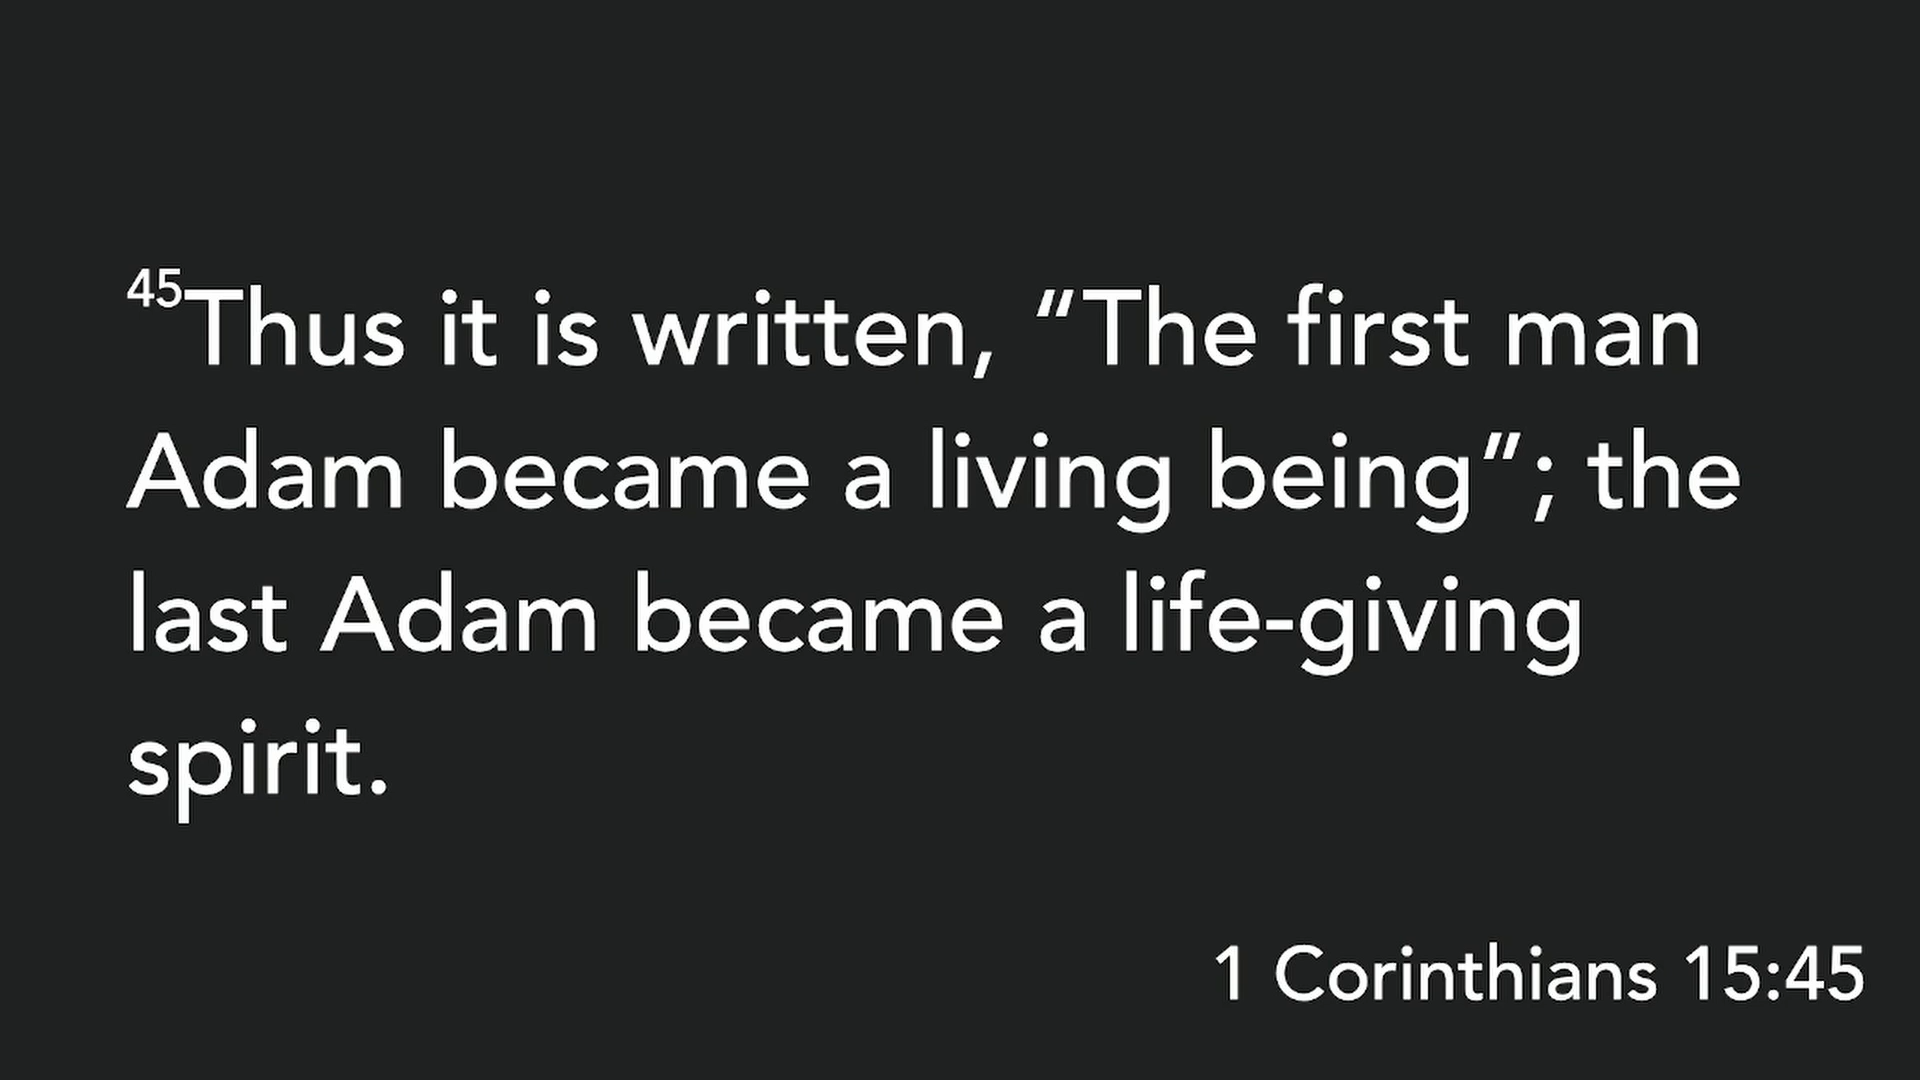 45Thus it is written, “The first man
Adam became a living being”; the
last Adam became a life-giving
spirit.
1 Corinthians 15:45